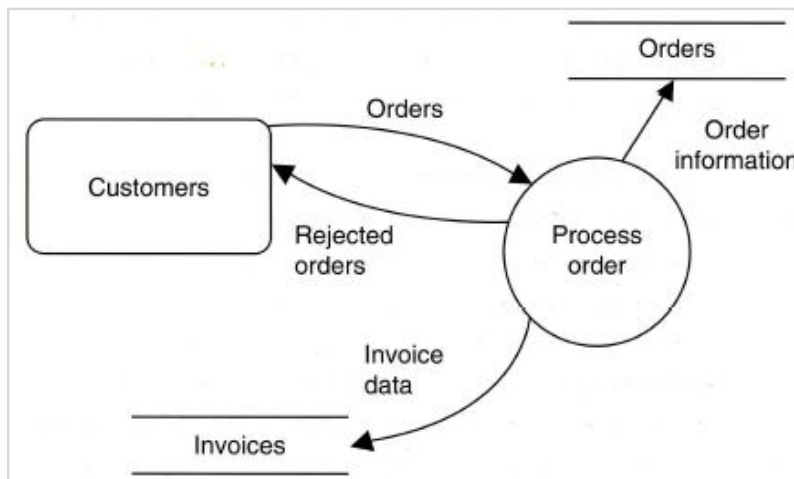 Orders
Orders
Order
information
Customers
Rejected
orders
Process
order
Invoice
data
Invoices